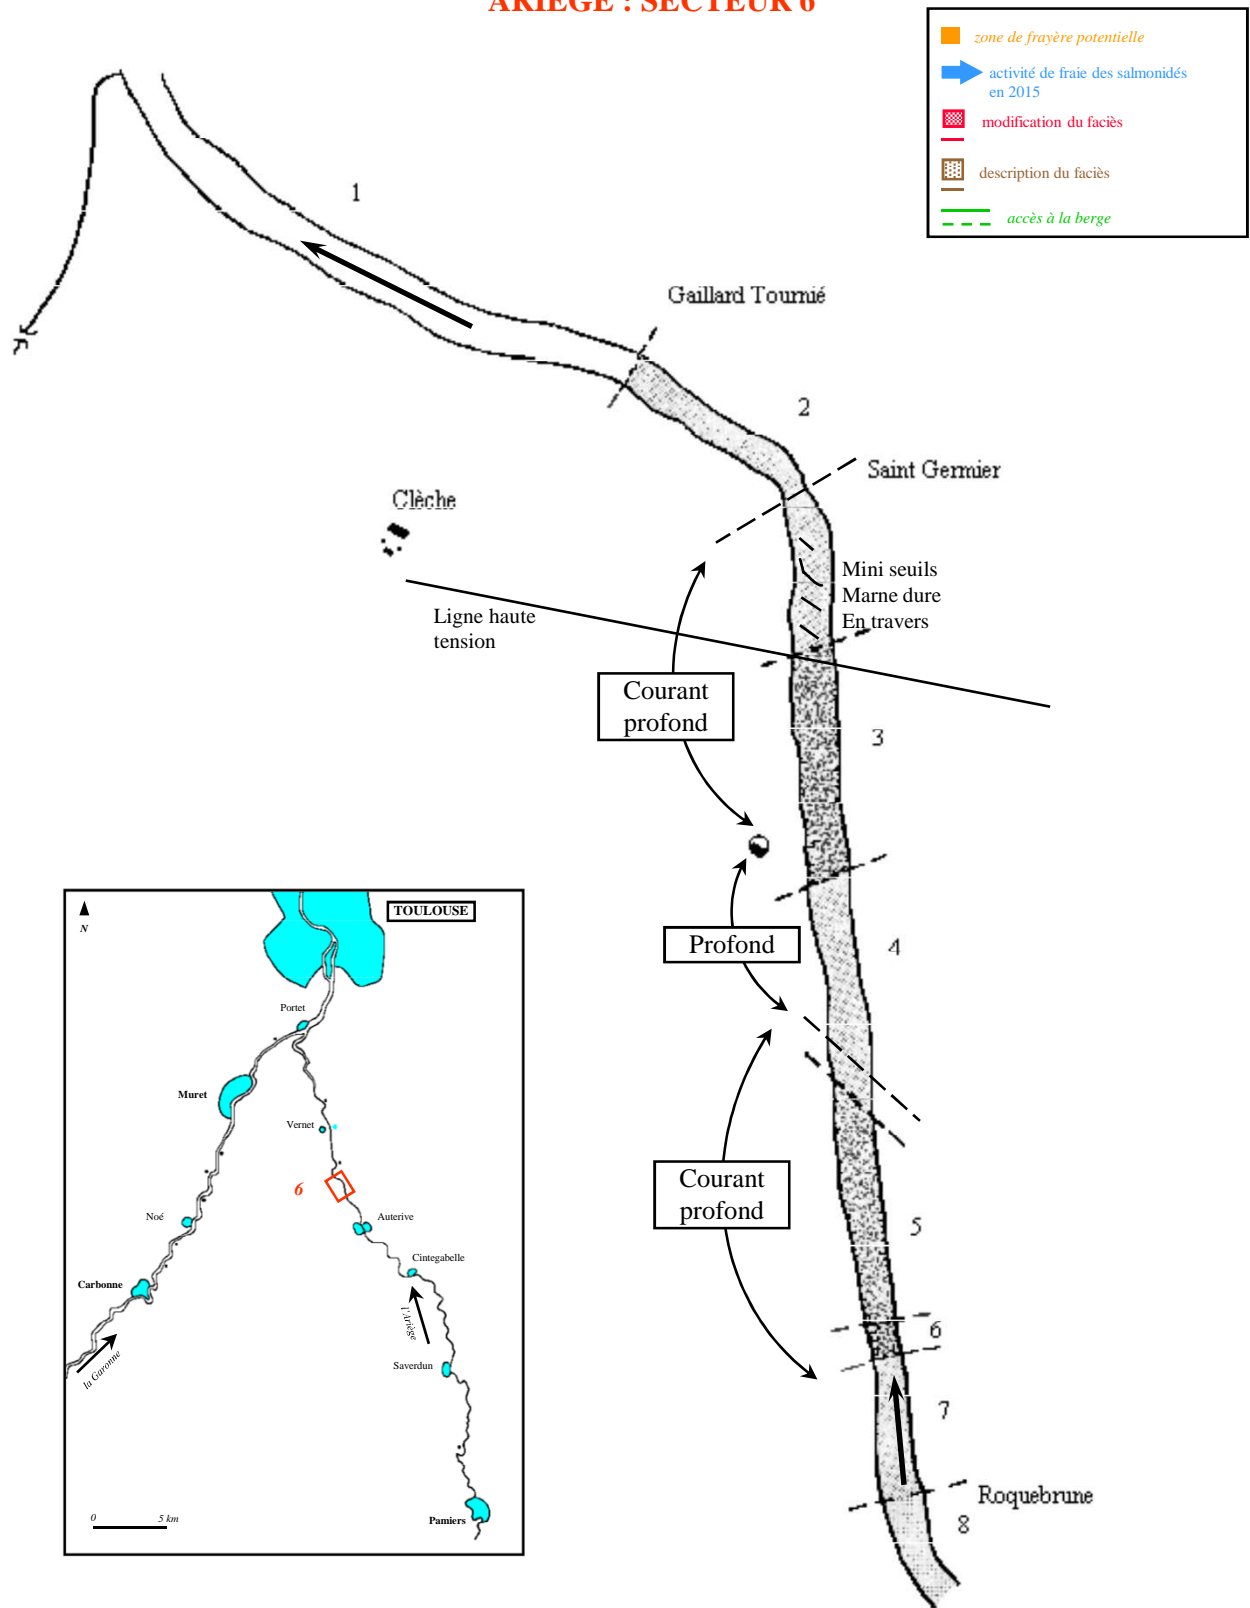 ARIEGE : SECTEUR 6
zone de frayère potentielle
activité de fraie des salmonidés
en 2015
modification du faciès
description du faciès
accès à la berge
1
Gaillard Tournié
2
Saint Germier
Clèche
Mini seuils
Marne dure
En travers
Ligne haute
tension
Courant
profond
3
Profond
4
Courant
profond
5
6
7
Roquebrune
8
N
TOULOUSE
Portet
Muret
Vernet
6
Noé
Auterive
Cintegabelle
Carbonne
l'Ariège
la Garonne
Saverdun
Pamiers
0 5 km